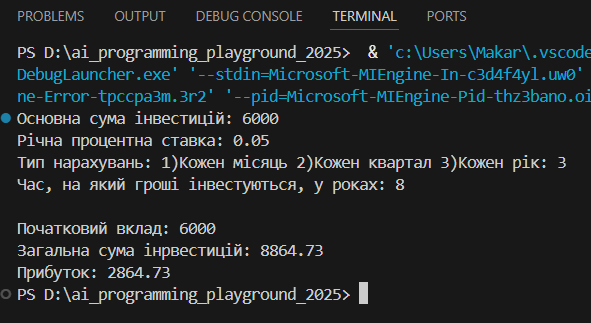 PROBLEMS OUTPUT DEBUG CONSOLE TERMINAL PORTS
PS D:\ai_programming_playground_2025>  & 'c:\Users\Makar\.vscode
DebugLauncher.exe' '--stdin=Microsoft-MIEngine-In-c3d4f4yl.uw0'
ne-Error-tpccpa3m.3r2' '--pid=Microsoft-MIEngine-Pid-thz3bano.oi
Основна сума інвестицій: 6000
Річна процентна ставка: 0.05
Тип нарахувань: 1)Кожен місяць 2)Кожен квартал 3)Кожен рік: 3
Час, на який гроші інвестуються, у роках: 8
Початковий вклад: 6000
Загальна сума інрвестицій: 8864.73
Прибуток: 2864.73
PS D:\ai_programming_playground_2025>